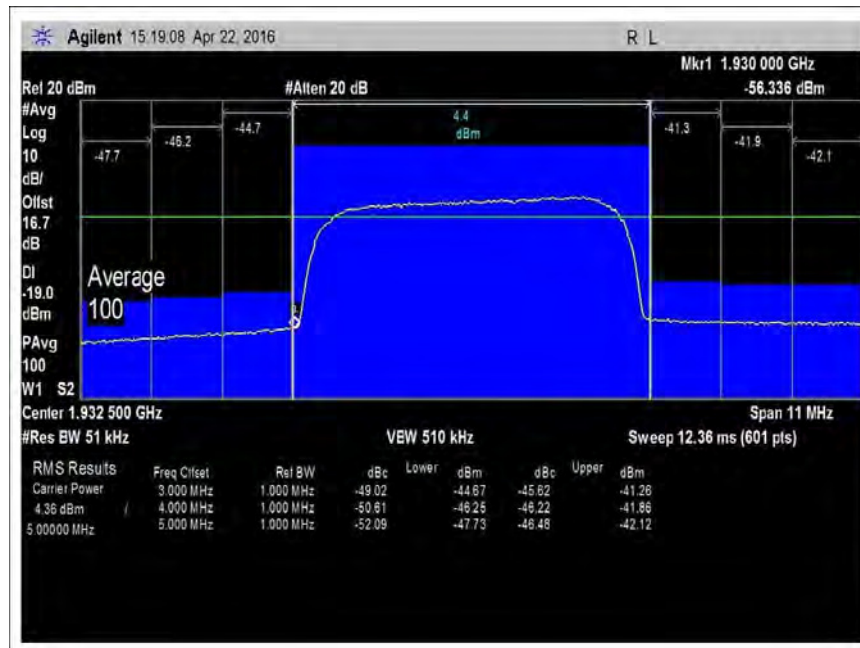 Agilent 15:19:08 Apr 22, 2016 R L
Mkr1 1.930 000 GHz
Ref 20 dBm #Atten 20 dB -56.336 dBm
#Avg
Log
10
dB/
Offst
16.7
dB
DI
-19.0
dBm
PAvg
100
W1 S2
-47.7 -46.2 -44.7 4.4 dBm -41.3 -41.9 -42.1
Average
100
1
Center 1.932 500 GHz Span 11 MHz
#Res BW 51 kHz VBW 510 kHz Sweep 12.36 ms (601 pts)
RMS Results Freq Offset Ref BW dBc Lower dBm dBc Upper dBm
Carrier Power 3.000 MHz 1.000 MHz -49.02 -44.67 -45.62 -41.26
4.36 dBm / 4.000 MHz 1.000 MHz -50.61 -46.25 -46.22 -41.86
5.00000 MHz 5.000 MHz 1.000 MHz -52.09 -47.73 -46.48 -42.12